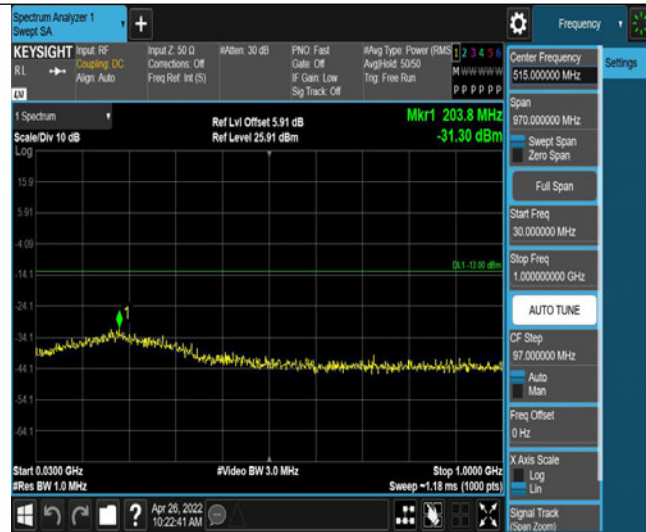 Spectrum Analyzer 1
Swept SA
+
Frequency
KEYSIGHT
RL
LXI
Input: RF
Coupling: DC
Align: Auto
Input Z: 50 Ω
Corrections: Off
Freq Ref: Int (S)
#Atten: 30 dB
PNO: Fast
Gate: Off
IF Gain: Low
Sig Track: Off
#Avg Type: Power (RMS
Avg|Hold: 50/50
Trig: Free Run
1 2 3 4 5 6
M W W W W W
P P P P P P
1 Spectrum
Scale/Div 10 dB
Ref Lvl Offset 5.91 dB
Ref Level 25.91 dBm
Mkr1 203.8 MHz
-31.30 dBm
Log
15.9
5.91
-4.09
-14.1
-24.1
-34.1
-44.1
-54.1
-64.1
DL1 -13.00 dBm
1
Start 0.0300 GHz
#Res BW 1.0 MHz
#Video BW 3.0 MHz
Stop 1.0000 GHz
Sweep ~1.18 ms (1000 pts)
?
Apr 26, 2022
10:22:41 AM
Center Frequency
515.000000 MHz
Settings
Span
970.000000 MHz
Swept Span
Zero Span
Full Span
Start Freq
30.000000 MHz
Stop Freq
1.000000000 GHz
AUTO TUNE
CF Step
97.000000 MHz
Auto
Man
Freq Offset
0 Hz
X Axis Scale
Log
Lin
Signal Track
(Span Zoom)